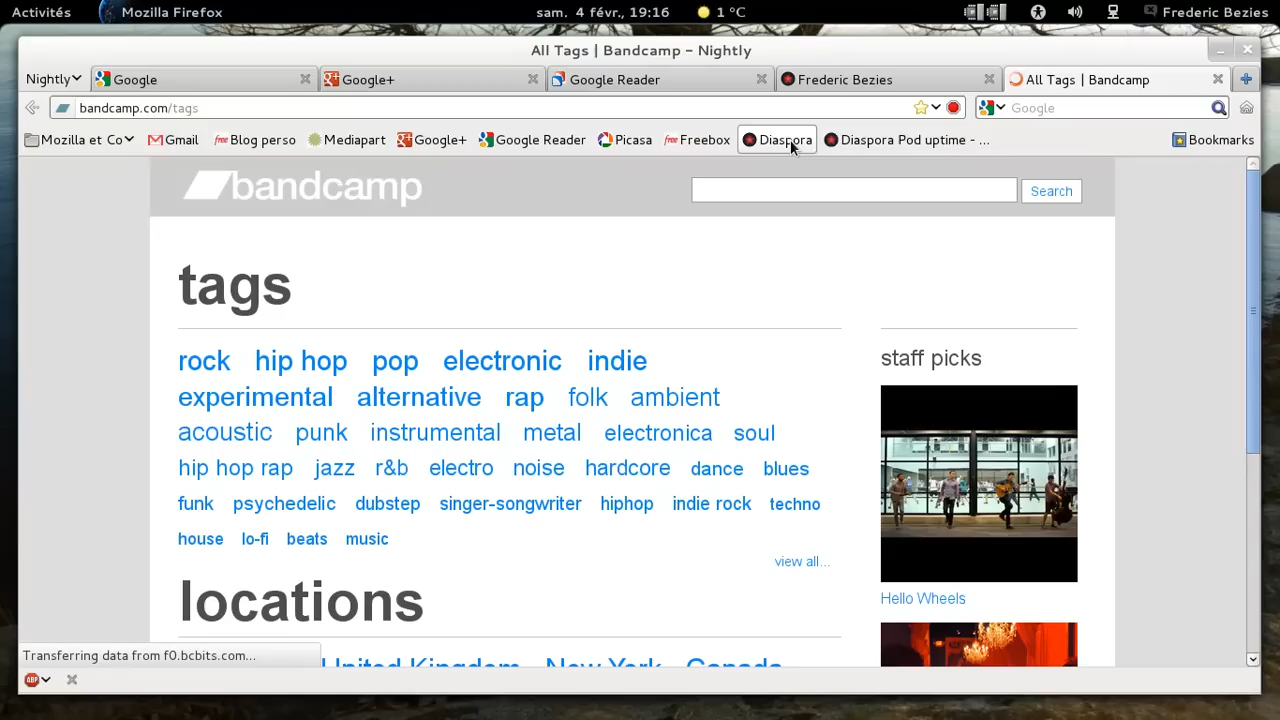 Activités Mozilla Firefox sam. 4 févr., 19:16 1 °C Frederic Bezies
All Tags | Bandcamp - Nightly
Nightly Google Google+ Google Reader Frederic Bezies All Tags | Bandcamp
bandcamp.com/tags Google
Mozilla et Co Gmail free Blog perso Mediapart Google+ Google Reader Picasa free Freebox Diaspora Diaspora Pod uptime - ... Bookmarks
bandcamp Search
tags
rock hip hop pop electronic indie
staff picks
experimental alternative rap folk ambient
acoustic punk instrumental metal electronica soul
hip hop rap jazz r&b electro noise hardcore dance blues
funk psychedelic dubstep singer-songwriter hiphop indie rock techno
house lo-fi beats music
view all...
locations
Hello Wheels
Transferring data from f0.bcbits.com...
United Kingdom New York Canada
ABP